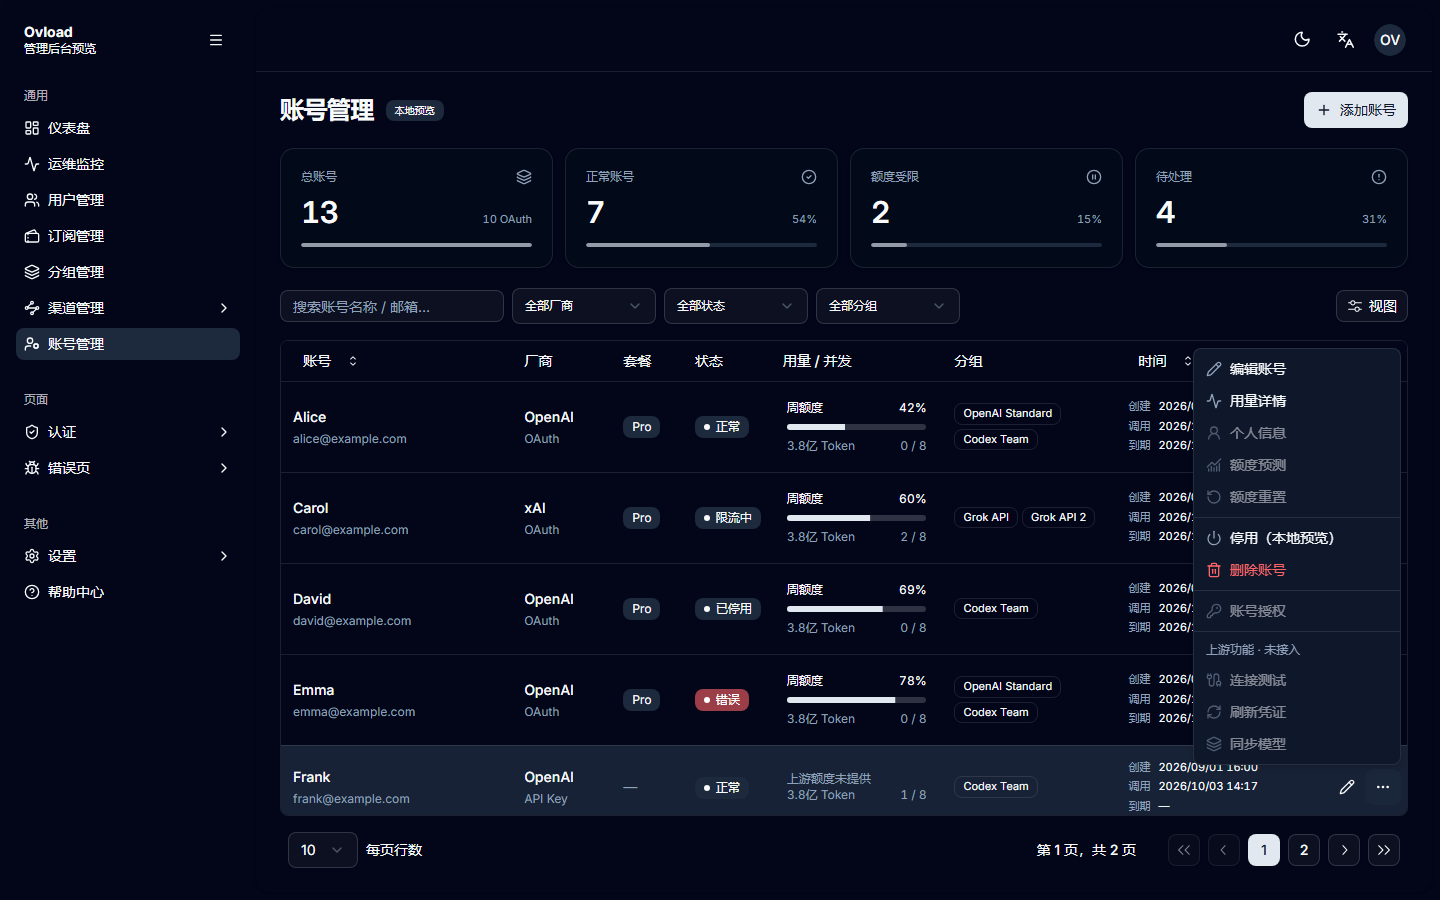 Ovload
管理后台预览
通用
仪表盘
运维监控
用户管理
订阅管理
分组管理
渠道管理
账号管理
页面
认证
错误页
其他
设置
帮助中心
OV
账号管理
本地预览
添加账号
总账号
13
10 OAuth
正常账号
7
54%
额度受限
2
15%
待处理
4
31%
搜索账号名称 / 邮箱...
全部厂商
全部状态
全部分组
视图
账号 厂商 套餐 状态 用量 / 并发 分组 时间
Alice
alice@example.com
OpenAI
OAuth
Pro
正常
周额度 42%
3.8亿 Token 0 / 8
OpenAI Standard
Codex Team
创建 2026/
调用 2026/
到期 2026/
Carol
carol@example.com
xAI
OAuth
Pro
限流中
周额度 60%
3.8亿 Token 2 / 8
Grok API Grok API 2
创建 2026/
调用 2026/
到期 2026/
David
david@example.com
OpenAI
OAuth
Pro
已停用
周额度 69%
3.8亿 Token 0 / 8
Codex Team
创建 2026/
调用 2026/
到期 2026/
Emma
emma@example.com
OpenAI
OAuth
Pro
错误
周额度 78%
3.8亿 Token 0 / 8
OpenAI Standard
Codex Team
创建 2026/
调用 2026/
到期 2026/
Frank
frank@example.com
OpenAI
API Key
—
正常
上游额度未提供
3.8亿 Token 1 / 8
Codex Team
创建 2026/09/01 16:00
调用 2026/10/03 14:17
到期 —
编辑账号
用量详情
个人信息
额度预测
额度重置
停用（本地预览）
删除账号
账号授权
上游功能 · 未接入
连接测试
刷新凭证
同步模型
10 每页行数
第 1 页，共 2 页
1 2